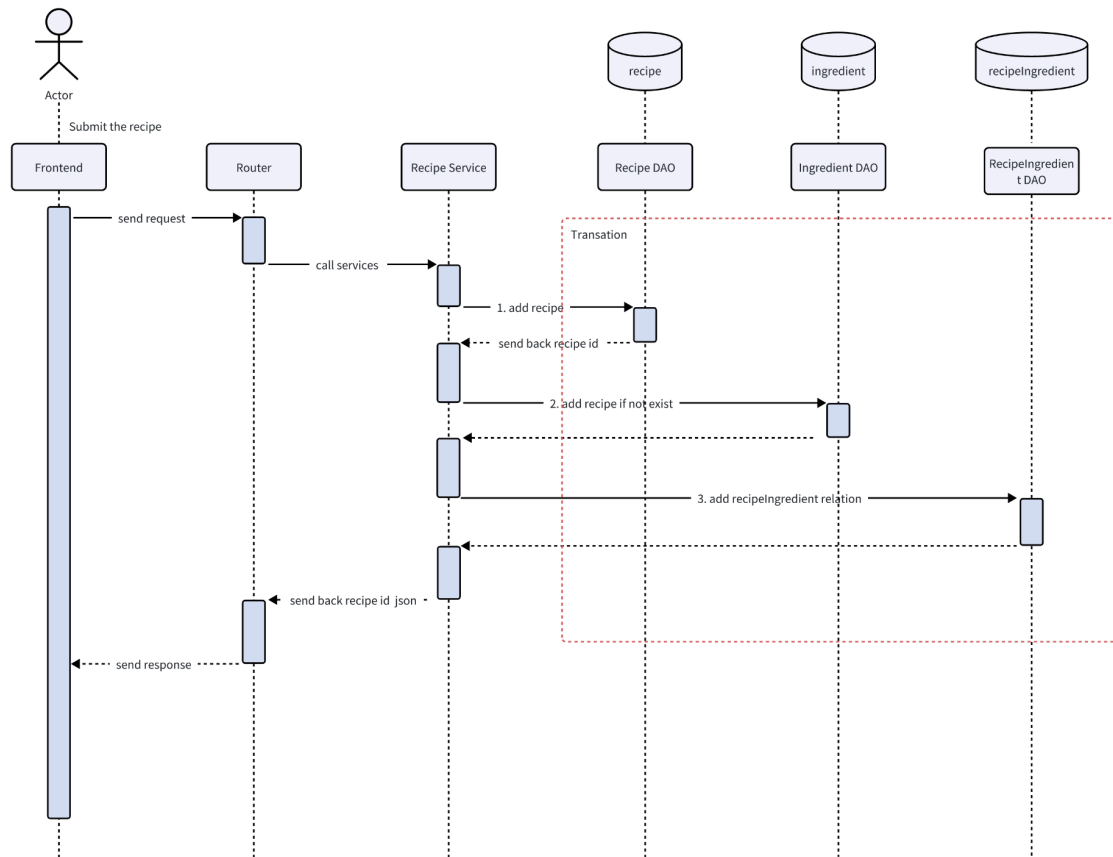 recipe
ingredient
recipeIngredient
Actor
Submit the recipe
Frontend
Router
Recipe Service
Recipe DAO
Ingredient DAO
RecipeIngredien
t DAO
send request
Transation
call services
1. add recipe
send back recipe id
2. add recipe if not exist
3. add recipeIngredient relation
send back recipe id json
send response